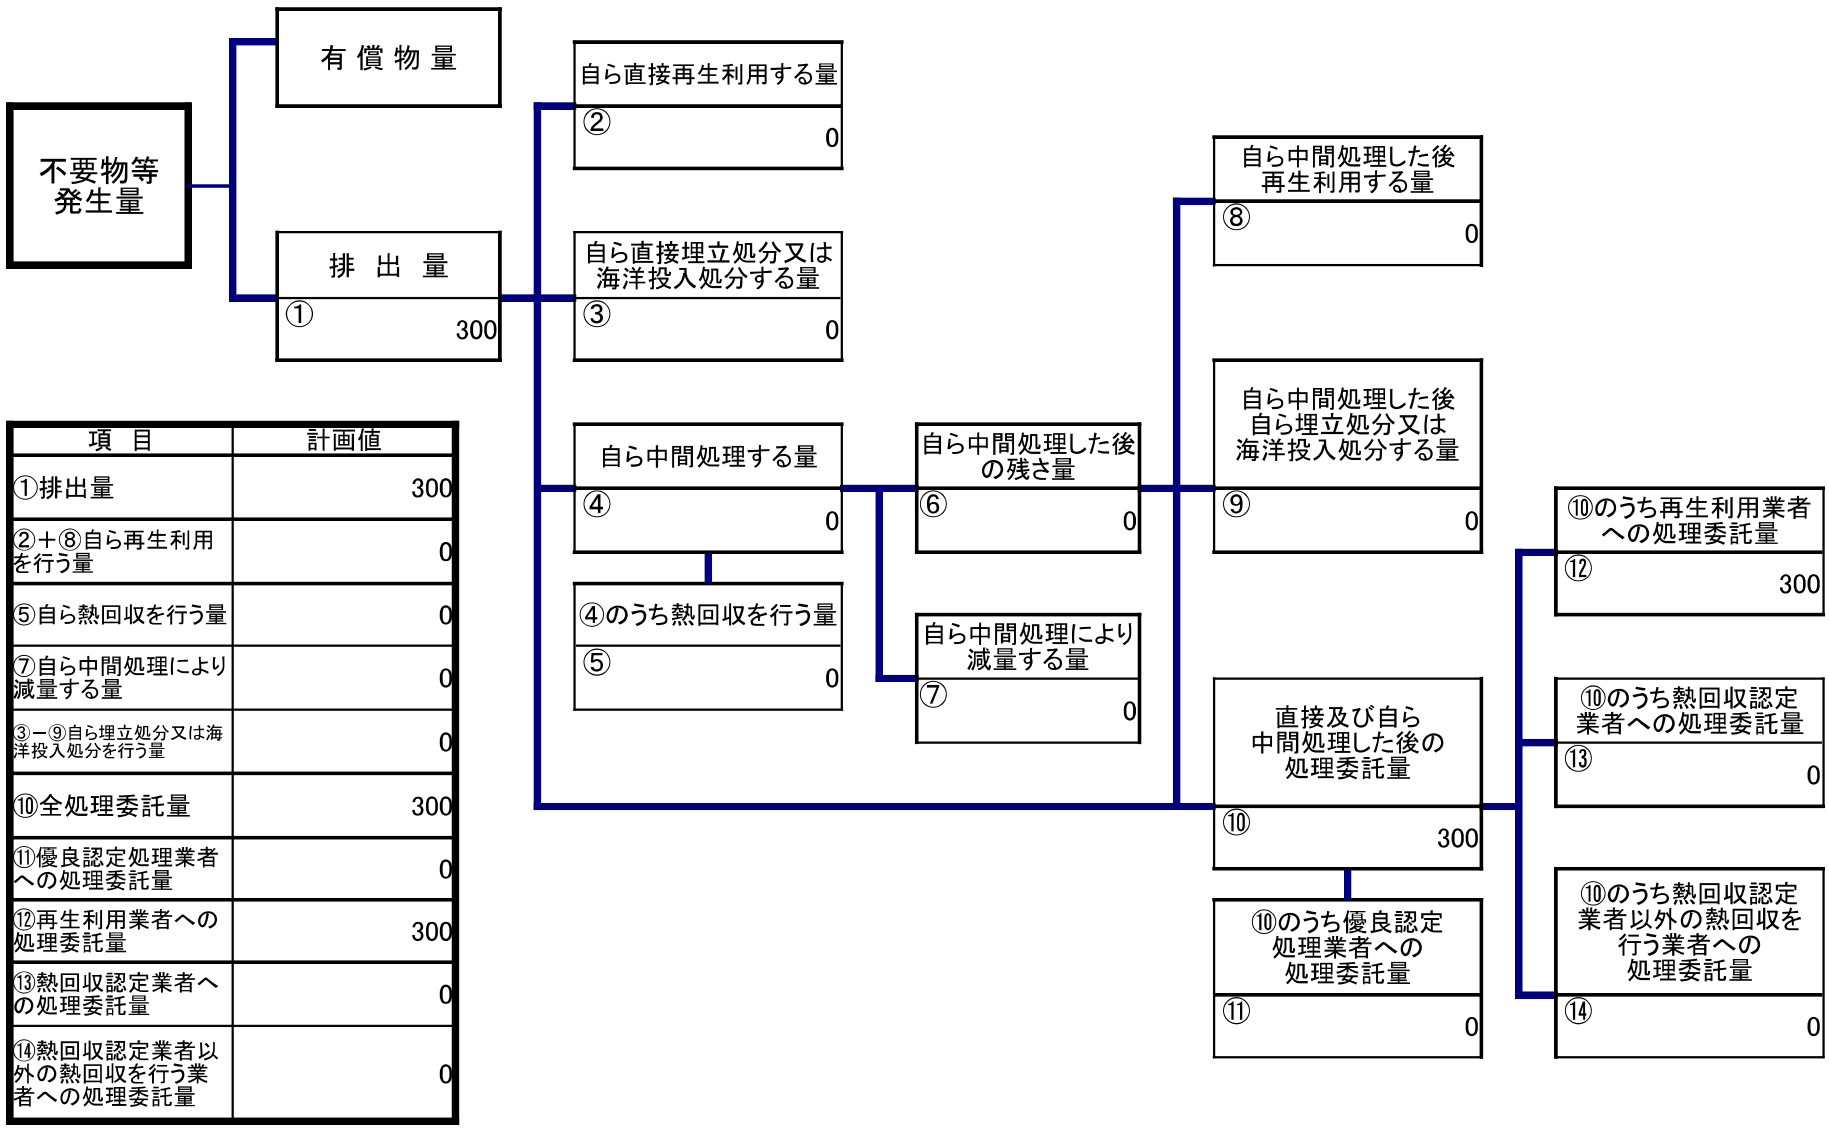 有償物量
不要物等
発生量
排出量
①
300
自ら直接再生利用する量
②
0
自ら直接埋立処分又は
海洋投入処分する量
③
0
自ら中間処理する量
④
0
④のうち熱回収を行う量
⑤
0
自ら中間処理した後
の残さ量
⑥
0
自ら中間処理により
減量する量
⑦
0
自ら中間処理した後
再生利用する量
⑧
0
自ら中間処理した後
自ら埋立処分又は
海洋投入処分する量
⑨
0
直接及び自ら
中間処理した後の
処理委託量
⑩
300
⑩のうち優良認定
処理業者への
処理委託量
⑪
0
⑩のうち再生利用業者
への処理委託量
⑫
300
⑩のうち熱回収認定
業者への処理委託量
⑬
0
⑩のうち熱回収認定
業者以外の熱回収を
行う業者への
処理委託量
⑭
0
項目 計画値
①排出量 300
②+⑧自ら再生利用
を行う量 0
⑤自ら熱回収を行う量 0
⑦自ら中間処理により
減量する量 0
③-⑨自ら埋立処分又は海
洋投入処分を行う量 0
⑩全処理委託量 300
⑪優良認定処理業者
への処理委託量 0
⑫再生利用業者への
処理委託量 300
⑬熱回収認定業者へ
の処理委託量 0
⑭熱回収認定業者以
外の熱回収を行う業
者への処理委託量 0